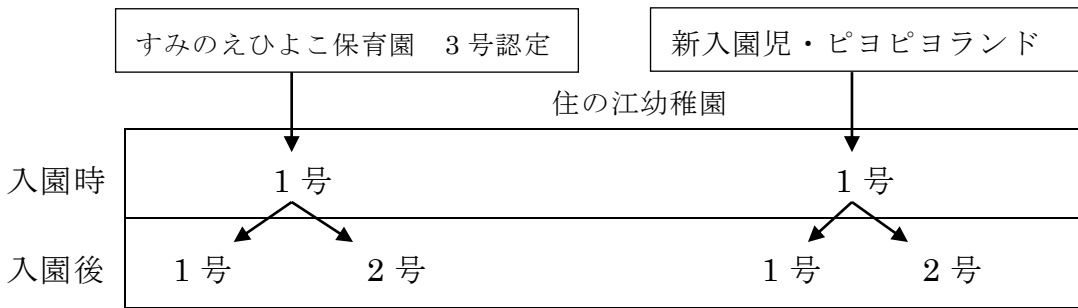 すみのえひよこ保育園　3号認定
新入園児・ピヨピヨランド
住の江幼稚園
入園時　1号　1号
入園後　1号　2号　1号　2号